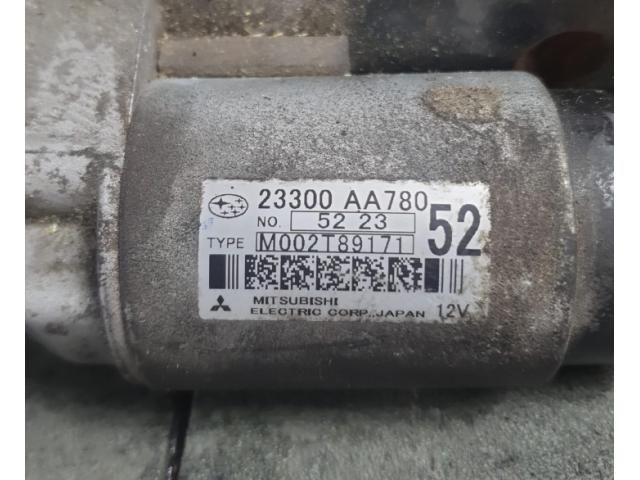 23300 AA780
NO. 52 23
TYPE M002T89171 52
MITSUBISHI
ELECTRIC CORP., JAPAN 12V